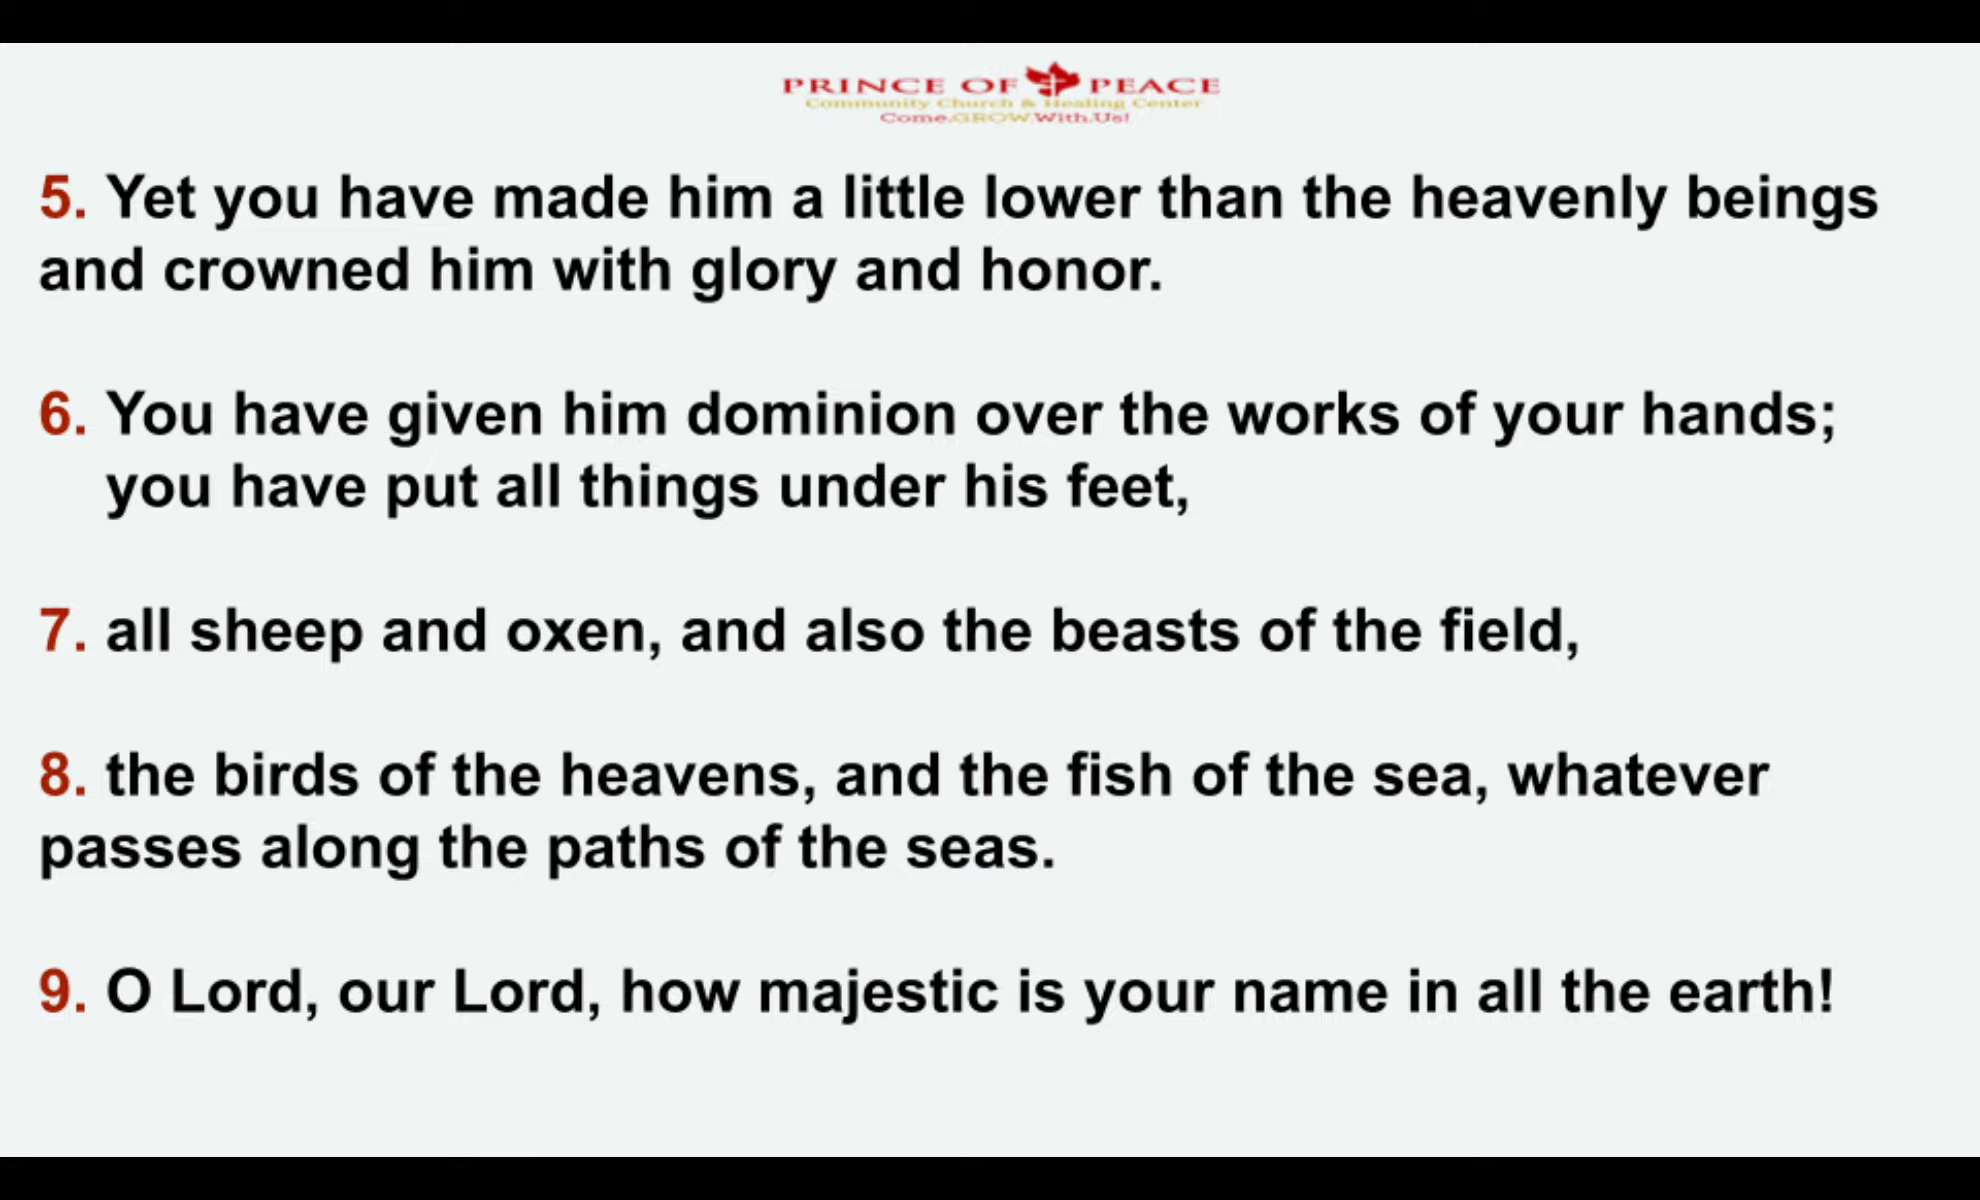 PRINCE OF PEACE
Community Church & Healing Center
Come.GROW.With.Us!
5. Yet you have made him a little lower than the heavenly beings
and crowned him with glory and honor.
6. You have given him dominion over the works of your hands;
you have put all things under his feet,
7. all sheep and oxen, and also the beasts of the field,
8. the birds of the heavens, and the fish of the sea, whatever
passes along the paths of the seas.
9. O Lord, our Lord, how majestic is your name in all the earth!